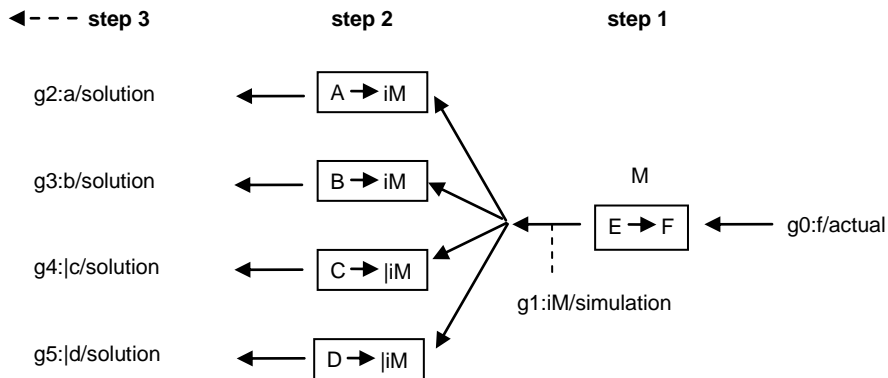 step 3 step 2 step 1
g2:a/solution A iM
g3:b/solution B iM
M
E F g0:f/actual
g4:|c/solution C |iM
g1:iM/simulation
g5:|d/solution D |iM